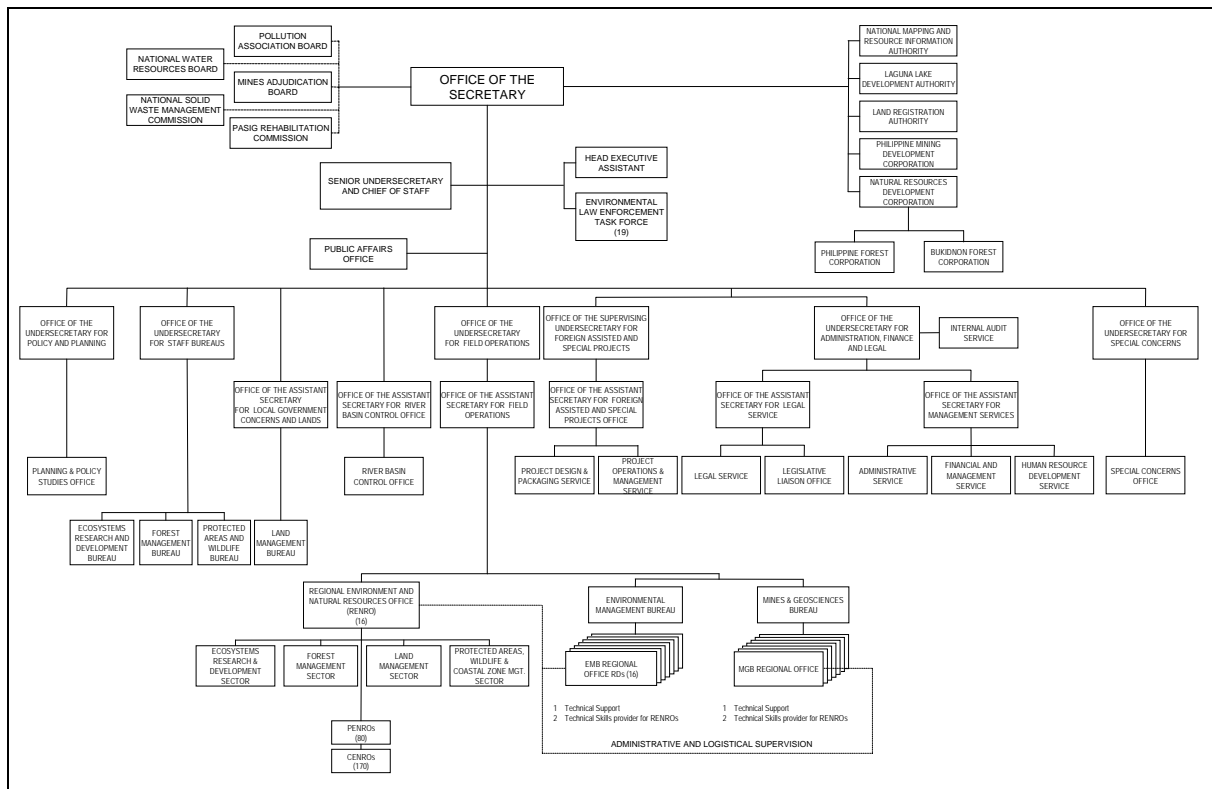 POLLUTION
ASSOCIATION BOARD
NATIONAL WATER
RESOURCES BOARD
MINES ADJUDICATION
BOARD
NATIONAL SOLID
WASTE MANAGEMENT
COMMISSION
PASIG REHABILITATION
COMMISSION
OFFICE OF THE
SECRETARY
NATIONAL MAPPING AND
RESOURCE INFORMATION
AUTHORITY
LAGUNA LAKE
DEVELOPMENT AUTHORITY
LAND REGISTRATION
AUTHORITY
PHILIPPINE MINING
DEVELOPMENT
CORPORATION
NATURAL RESOURCES
DEVELOPMENT
CORPORATION
PHILIPPINE FOREST
CORPORATION
BUKIDNON FOREST
CORPORATION
SENIOR UNDERSECRETARY
AND CHIEF OF STAFF
HEAD EXECUTIVE
ASSISTANT
ENVIRONMENTAL
LAW ENFORCEMENT
TASK FORCE
(19)
PUBLIC AFFAIRS
OFFICE
OFFICE OF THE
UNDERSECRETARY FOR
POLICY AND PLANNING
OFFICE OF THE
UNDERSECRETARY
FOR STAFF BUREAUS
OFFICE OF THE
UNDERSECRETARY
FOR FIELD OPERATIONS
OFFICE OF THE SUPERVISING
UNDERSECRETARY FOR
FOREIGN ASSISTED AND
SPECIAL PROJECTS
OFFICE OF THE
UNDERSECRETARY FOR
ADMINISTRATION, FINANCE
AND LEGAL
INTERNAL AUDIT
SERVICE
OFFICE OF THE
UNDERSECRETARY FOR
SPECIAL CONCERNS
OFFICE OF THE ASSISTANT
SECRETARY
FOR LOCAL GOVERNMENT
CONCERNS AND LANDS
OFFICE OF THE ASSISTANT
SECRETARY FOR RIVER
BASIN CONTROL OFFICE
OFFICE OF THE ASSISTANT
SECRETARY FOR FIELD
OPERATIONS
OFFICE OF THE ASSISTANT
SECRETARY FOR FOREIGN
ASSISTED AND SPECIAL
PROJECTS OFFICE
OFFICE OF THE ASSISTANT
SECRETARY FOR LEGAL
SERVICE
OFFICE OF THE ASSISTANT
SECRETARY FOR
MANAGEMENT SERVICES
PLANNING & POLICY
STUDIES OFFICE
RIVER BASIN
CONTROL OFFICE
PROJECT DESIGN &
PACKAGING SERVICE
PROJECT
OPERATIONS &
MANAGEMENT
SERVICE
LEGAL SERVICE
LEGISLATIVE
LIAISON OFFICE
ADMINISTRATIVE
SERVICE
FINANCIAL AND
MANAGEMENT
SERVICE
HUMAN RESOURCE
DEVELOPMENT
SERVICE
SPECIAL CONCERNS
OFFICE
ECOSYSTEMS
RESEARCH AND
DEVELOPMENT
BUREAU
FOREST
MANAGEMENT
BUREAU
PROTECTED
AREAS AND
WILDLIFE BUREAU
LAND
MANAGEMENT
BUREAU
REGIONAL ENVIRONMENT AND
NATURAL RESOURCES OFFICE
(RENRO)
(16)
ENVIRONMENTAL
MANAGEMENT BUREAU
MINES & GEOSCIENCES
BUREAU
ECOSYSTEMS
RESEARCH &
DEVELOPMENT
SECTOR
FOREST
MANAGEMENT
SECTOR
LAND
MANAGEMENT
SECTOR
PROTECTED AREAS,
WILDLIFE &
COASTAL ZONE MGT.
SECTOR
EMB REGIONAL
OFFICE RDs (16)
MGB REGIONAL OFFICE
1 Technical Support
2 Technical Skills provider for RENROs
1 Technical Support
2 Technical Skills provider for RENROs
PENROs
(80)
CENROs
(170)
ADMINISTRATIVE AND LOGISTICAL SUPERVISION